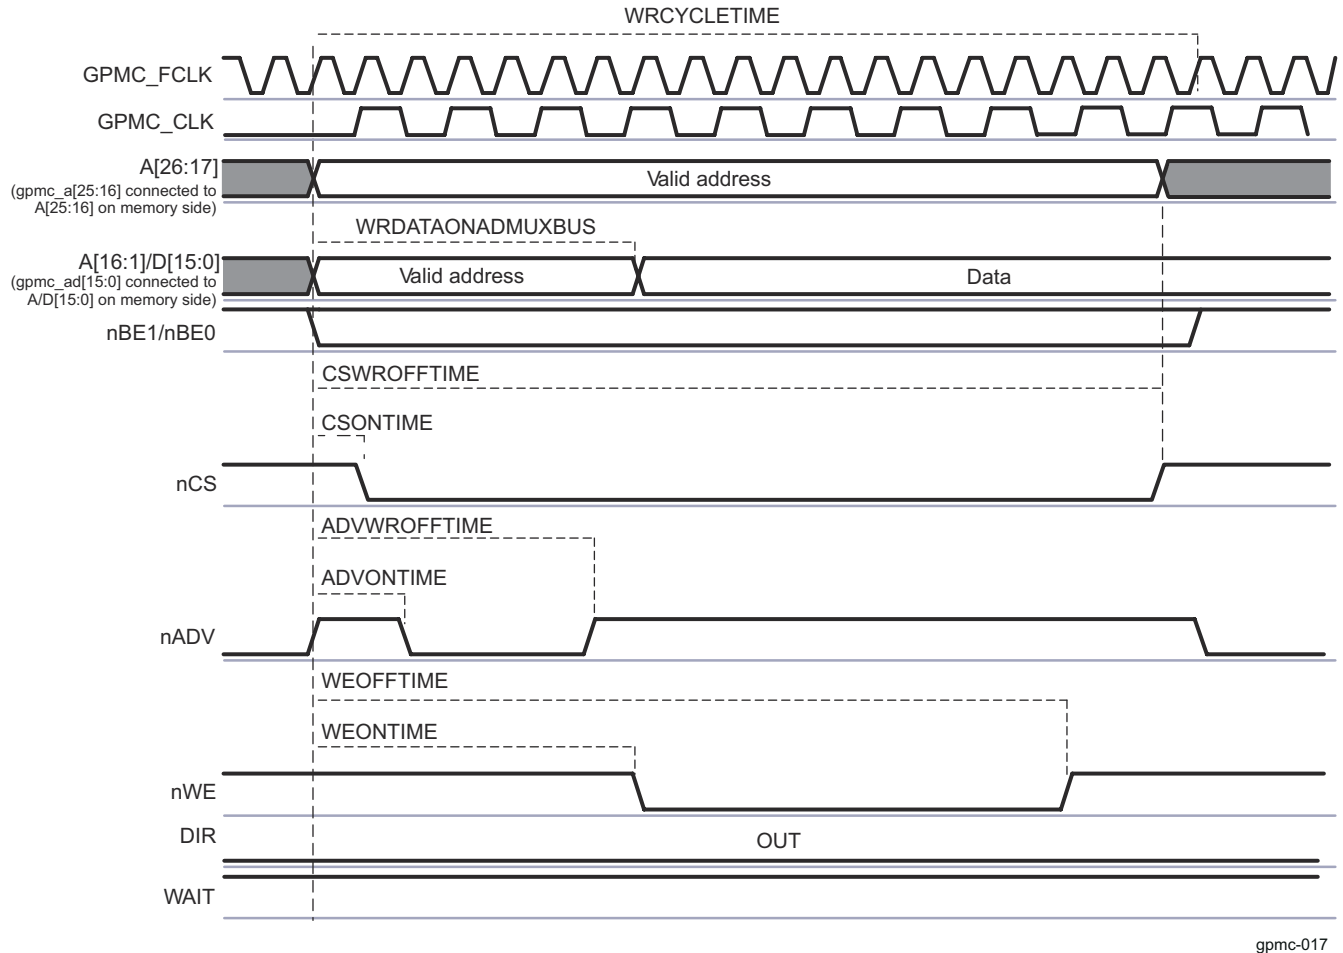 WRCYCLETIME
GPMC_FCLK
GPMC_CLK
A[26:17]
(gpmc_a[25:16] connected to
A[25:16] on memory side)
Valid address
WRDATAONADMUXBUS
A[16:1]/D[15:0]
(gpmc_ad[15:0] connected to
A/D[15:0] on memory side)
Valid address
Data
nBE1/nBE0
CSWROFFTIME
CSONTIME
nCS
ADVWROFFTIME
ADVONTIME
nADV
WEOFFTIME
WEONTIME
nWE
DIR
OUT
WAIT
gpmc-017